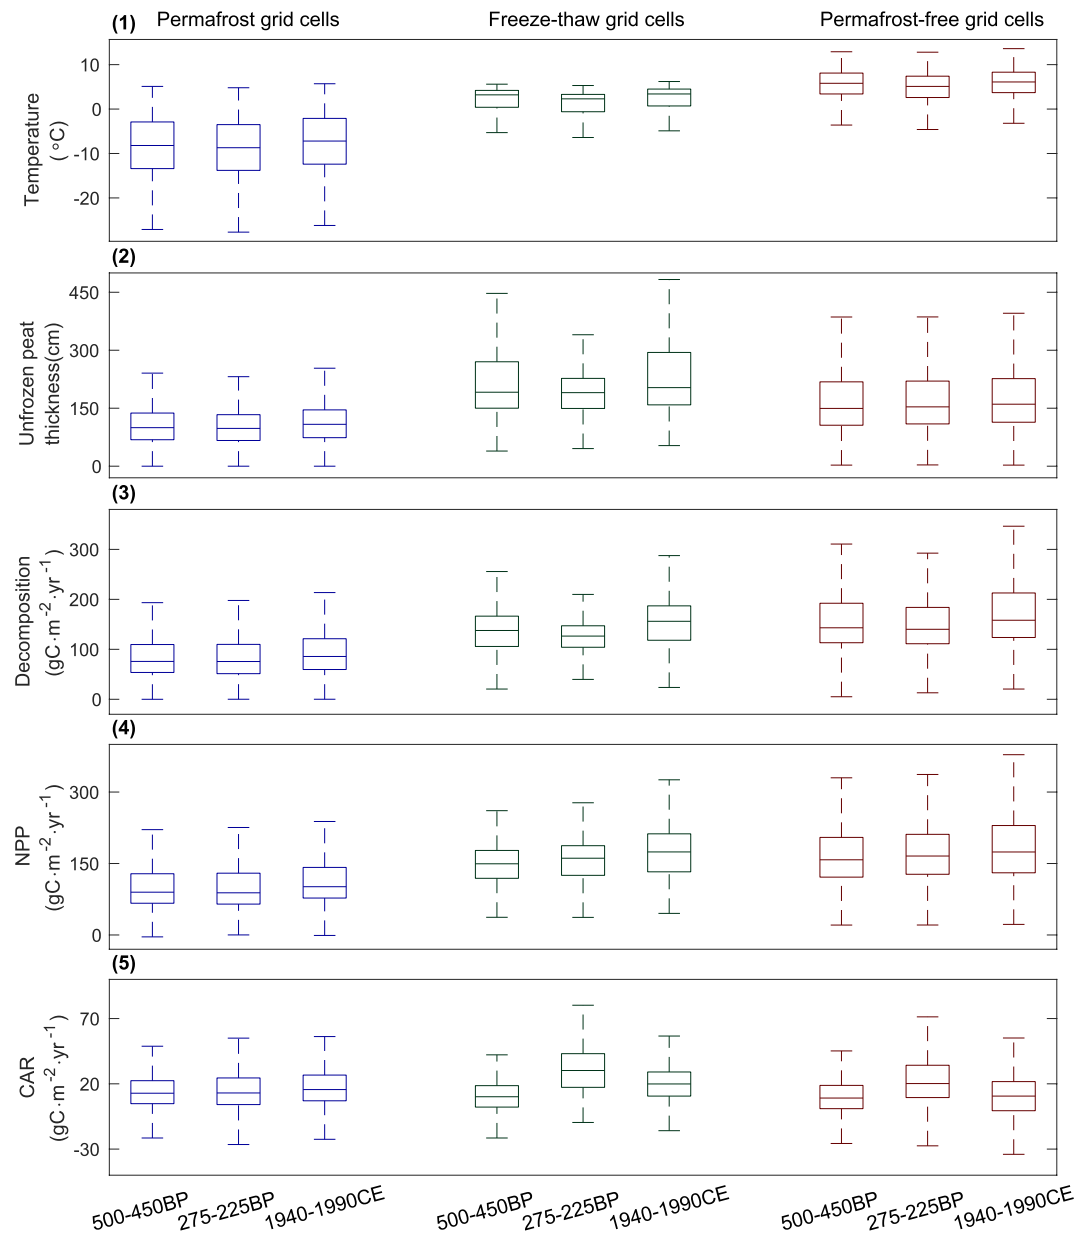 (1) Permafrost grid cells Freeze-thaw grid cells Permafrost-free grid cells
Temperature
( °C)
10
0
-10
-20
(2)
Unfrozen peat
thickness(cm)
450
300
150
0
(3)
Decomposition
(gC·m-2·yr-1)
300
200
100
0
(4)
NPP
(gC·m-2·yr-1)
300
150
0
(5)
CAR
(gC·m-2·yr-1)
70
20
-30
500-450BP 275-225BP 1940-1990CE 500-450BP 275-225BP 1940-1990CE 500-450BP 275-225BP 1940-1990CE